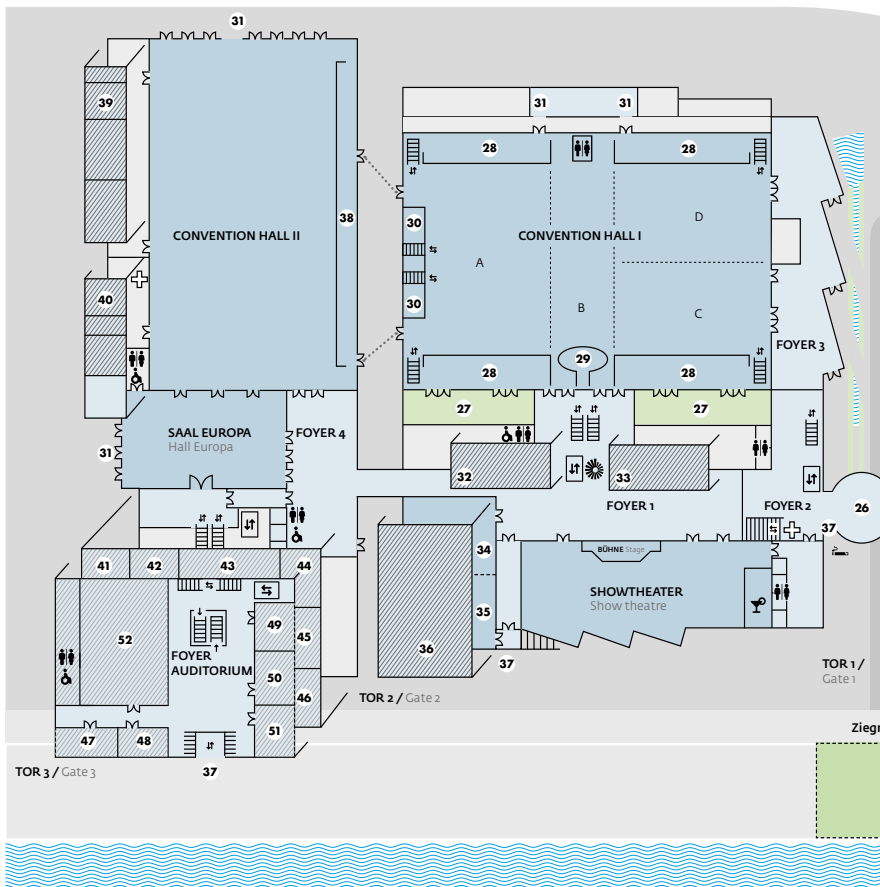 31
39
31
31
28
28
38
30
D
CONVENTION HALL II
CONVENTION HALL I
A
40
30
B
C
FOYER 3
29
28
28
27
27
SAAL EUROPA
FOYER 4
Hall Europa
31
32
33
FOYER 1
FOYER 2
26
37
34
BÜHNE Stage
41
42
43
44
SHOWTHEATER
Show theatre
35
49
45
52
36
FOYER
AUDITORIUM
50
37
TOR 1 /
Gate 1
46
TOR 2 / Gate 2
51
47
48
Ziegr
TOR 3 / Gate 3
37